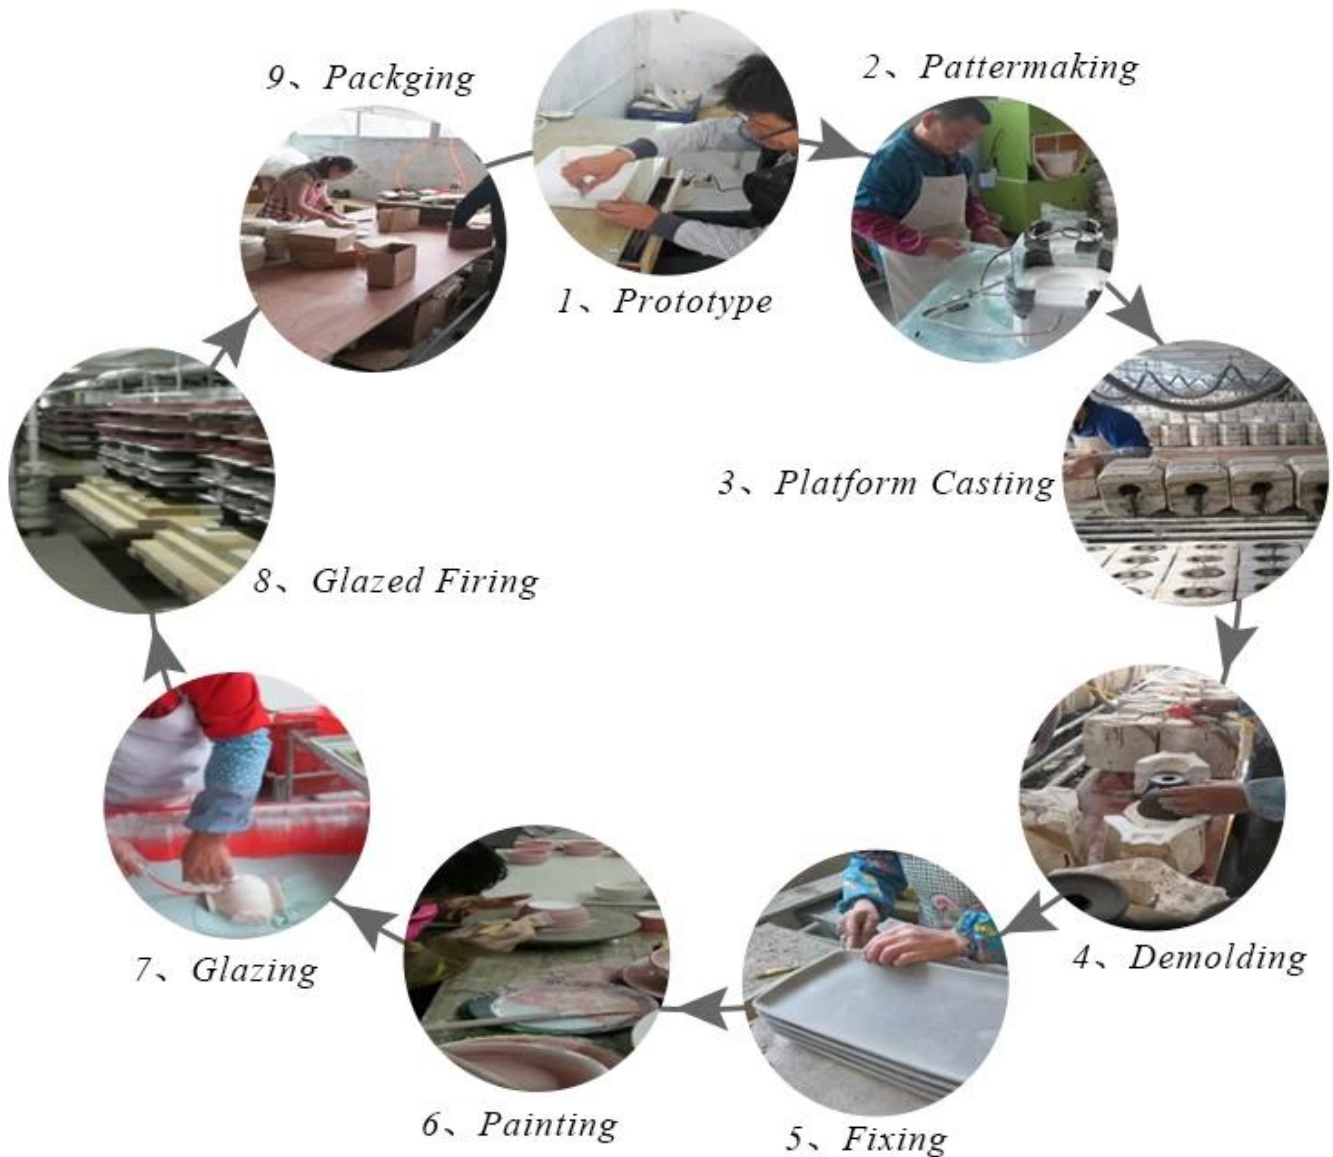 1、Prototype
2、Pattermaking
3、Platform Casting
4、Demolding
5、Fixing
6、Painting
7、Glazing
8、Glazed Firing
9、Packging